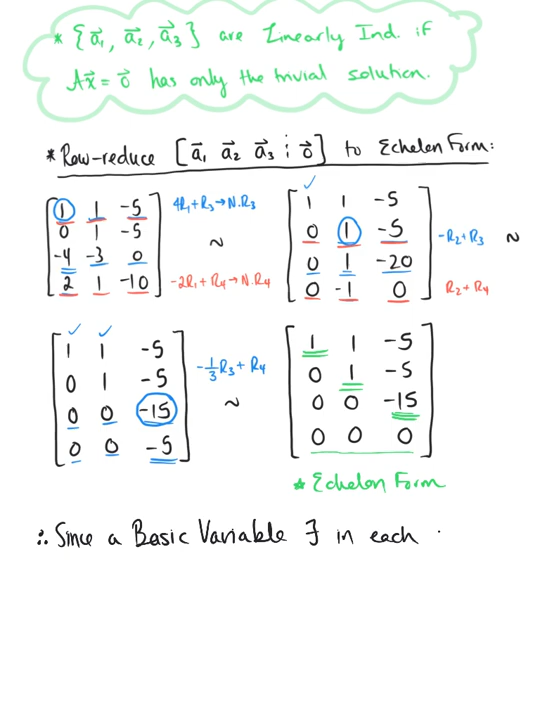 * {a⃗₁, a⃗₂, a⃗₃} are Linearly Ind. if
Ax⃗ = 0⃗ has only the trivial solution.
* Row-reduce [a⃗₁ a⃗₂ a⃗₃ ⋮ 0⃗] to Echelon Form:
1 1 -5
0 1 -5
-4 -3 0
2 1 -10
4R₁+R₃→N.R₃
~
-2R₁+R₄→N.R₄
✓
1 1 -5
0 1 -5
0 1 -20
0 -1 0
-R₂+R₃ ~
R₂+R₄
✓ ✓
1 1 -5
0 1 -5
0 0 -15
0 0 -5
-1/3R₃+R₄
~
1 1 -5
0 1 -5
0 0 -15
0 0 0
* Echelon Form
∴ Since a Basic Variable ∃ in each